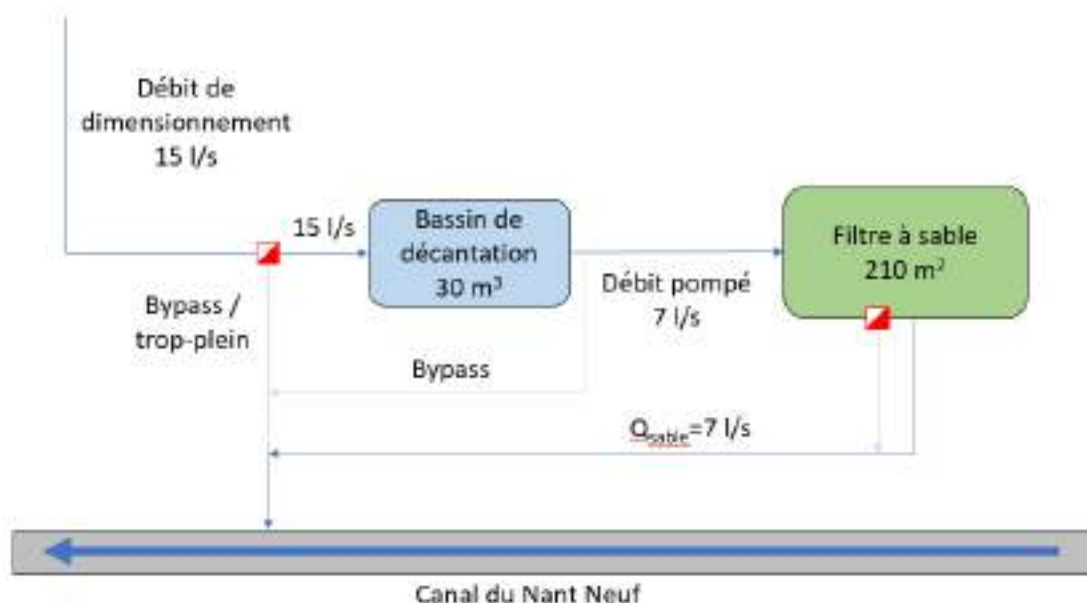 Débit de
dimensionnement
15 l/s
15 l/s
Bassin de
décantation
30 m³
Filtre à sable
210 m²
Débit pompé
7 l/s
Bypass /
trop-plein
Bypass
Qsable=7 l/s
Canal du Nant Neuf